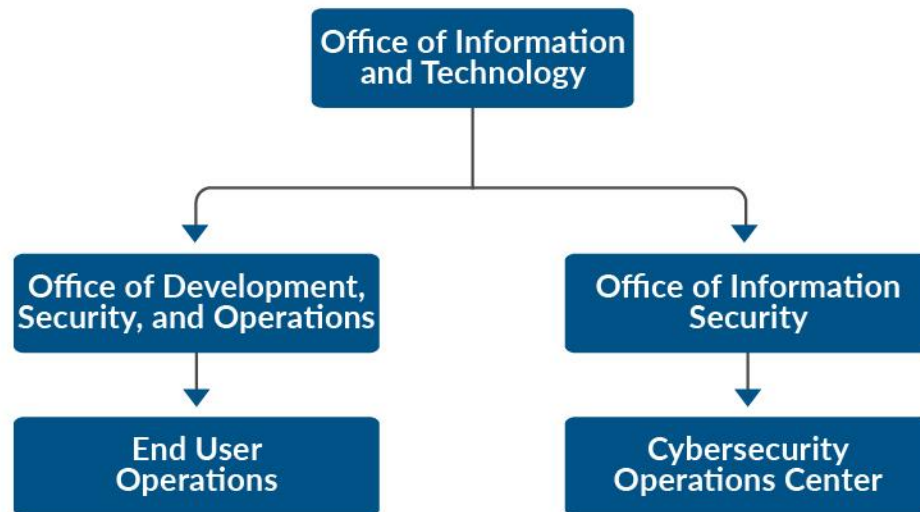 Office of Information
and Technology
Office of Development,
Security, and Operations
Office of Information
Security
End User
Operations
Cybersecurity
Operations Center